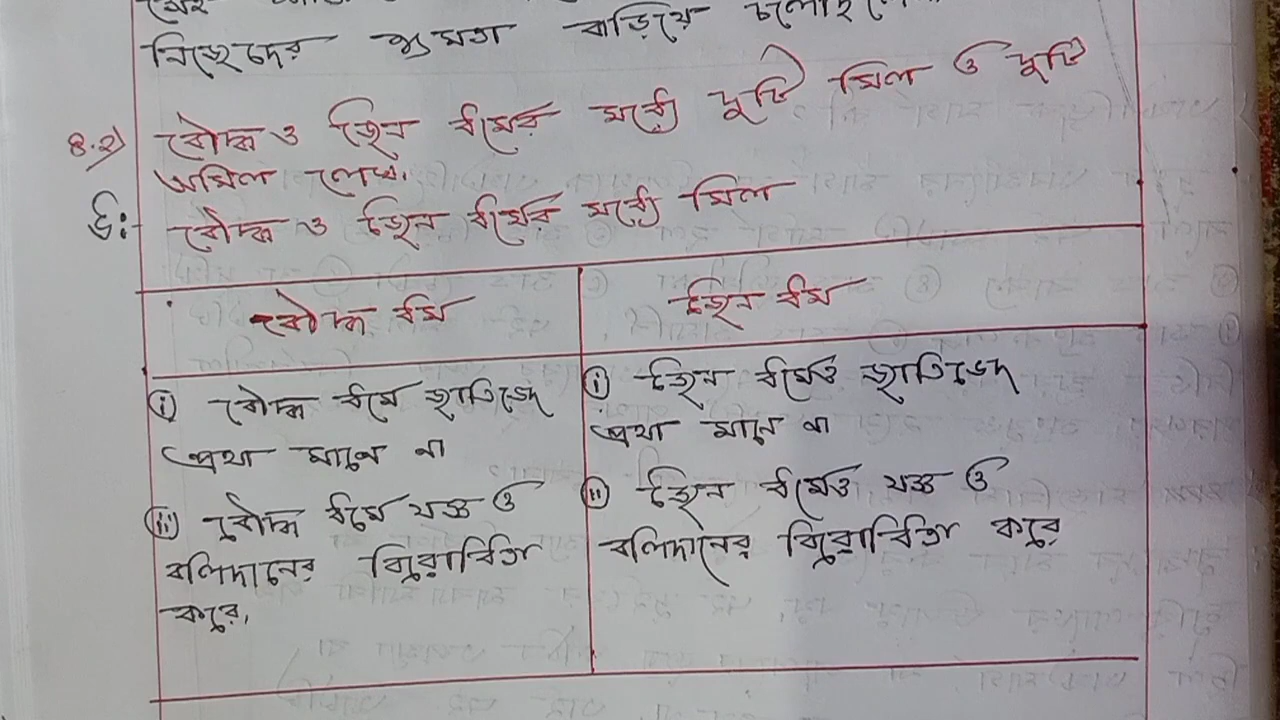 নিজেদের ক্ষমতা বাড়িয়ে
৪.২) বৌদ্ধ ও জৈন ধর্মের মধ্যে দুটি মিল ও দুটি
অমিল লেখ.
উ:- বৌদ্ধ ও জৈন ধর্মের মধ্যে মিল
বৌদ্ধ ধর্ম
জৈন ধর্ম
(i) বৌদ্ধ ধর্মে জাতিভেদ
প্রথা মানে না
(ii) বৌদ্ধ ধর্মে যজ্ঞ ও
বলিদানের বিরোধিতা
করে,
(i) জৈন ধর্মেও জাতিভেদ
প্রথা মানে না
(ii) জৈন ধর্মেও যজ্ঞ ও
বলিদানের বিরোধিতা করে